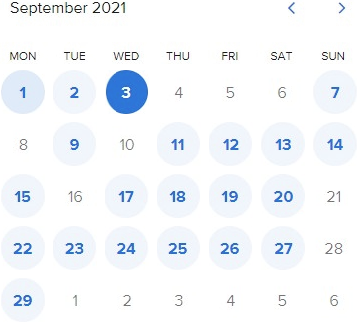 September 2021
MON TUE WED THU FRI SAT SUN
1 2 3 4 5 6 7
8 9 10 11 12 13 14
15 16 17 18 19 20 21
22 23 24 25 26 27 28
29 1 2 3 4 5 6